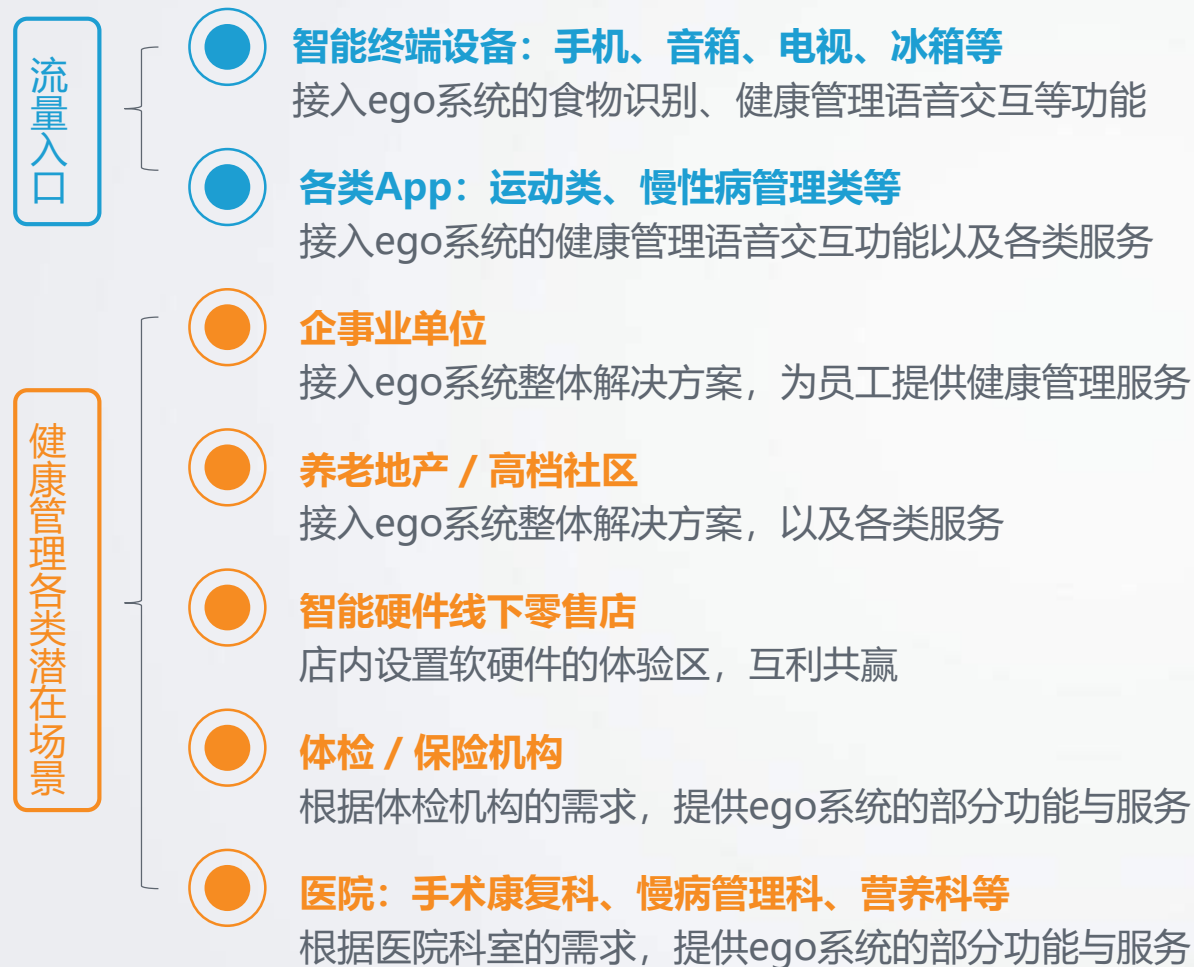 流量入口
智能终端设备：手机、音箱、电视、冰箱等
接入ego系统的食物识别、健康管理语音交互等功能
各类App：运动类、慢性病管理类等
接入ego系统的健康管理语音交互功能以及各类服务
健康管理各类潜在场景
企事业单位
接入ego系统整体解决方案，为员工提供健康管理服务
养老地产 / 高档社区
接入ego系统整体解决方案，以及各类服务
智能硬件线下零售店
店内设置软硬件的体验区，互利共赢
体检 / 保险机构
根据体检机构的需求，提供ego系统的部分功能与服务
医院：手术康复科、慢病管理科、营养科等
根据医院科室的需求，提供ego系统的部分功能与服务